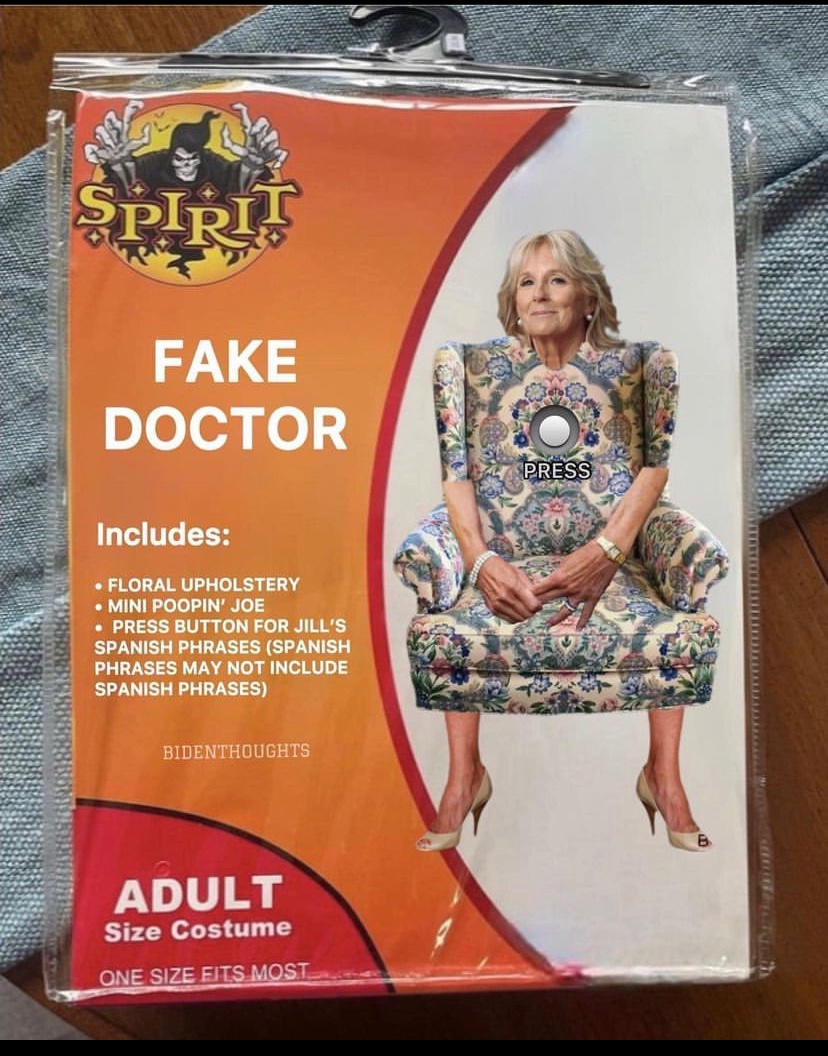 SPIRIT
FAKE
DOCTOR
Includes:
• FLORAL UPHOLSTERY
• MINI POOPIN' JOE
• PRESS BUTTON FOR JILL'S
SPANISH PHRASES (SPANISH
PHRASES MAY NOT INCLUDE
SPANISH PHRASES)
BIDENTHOUGHTS
PRESS
B
ADULT
Size Costume
ONE SIZE FITS MOST